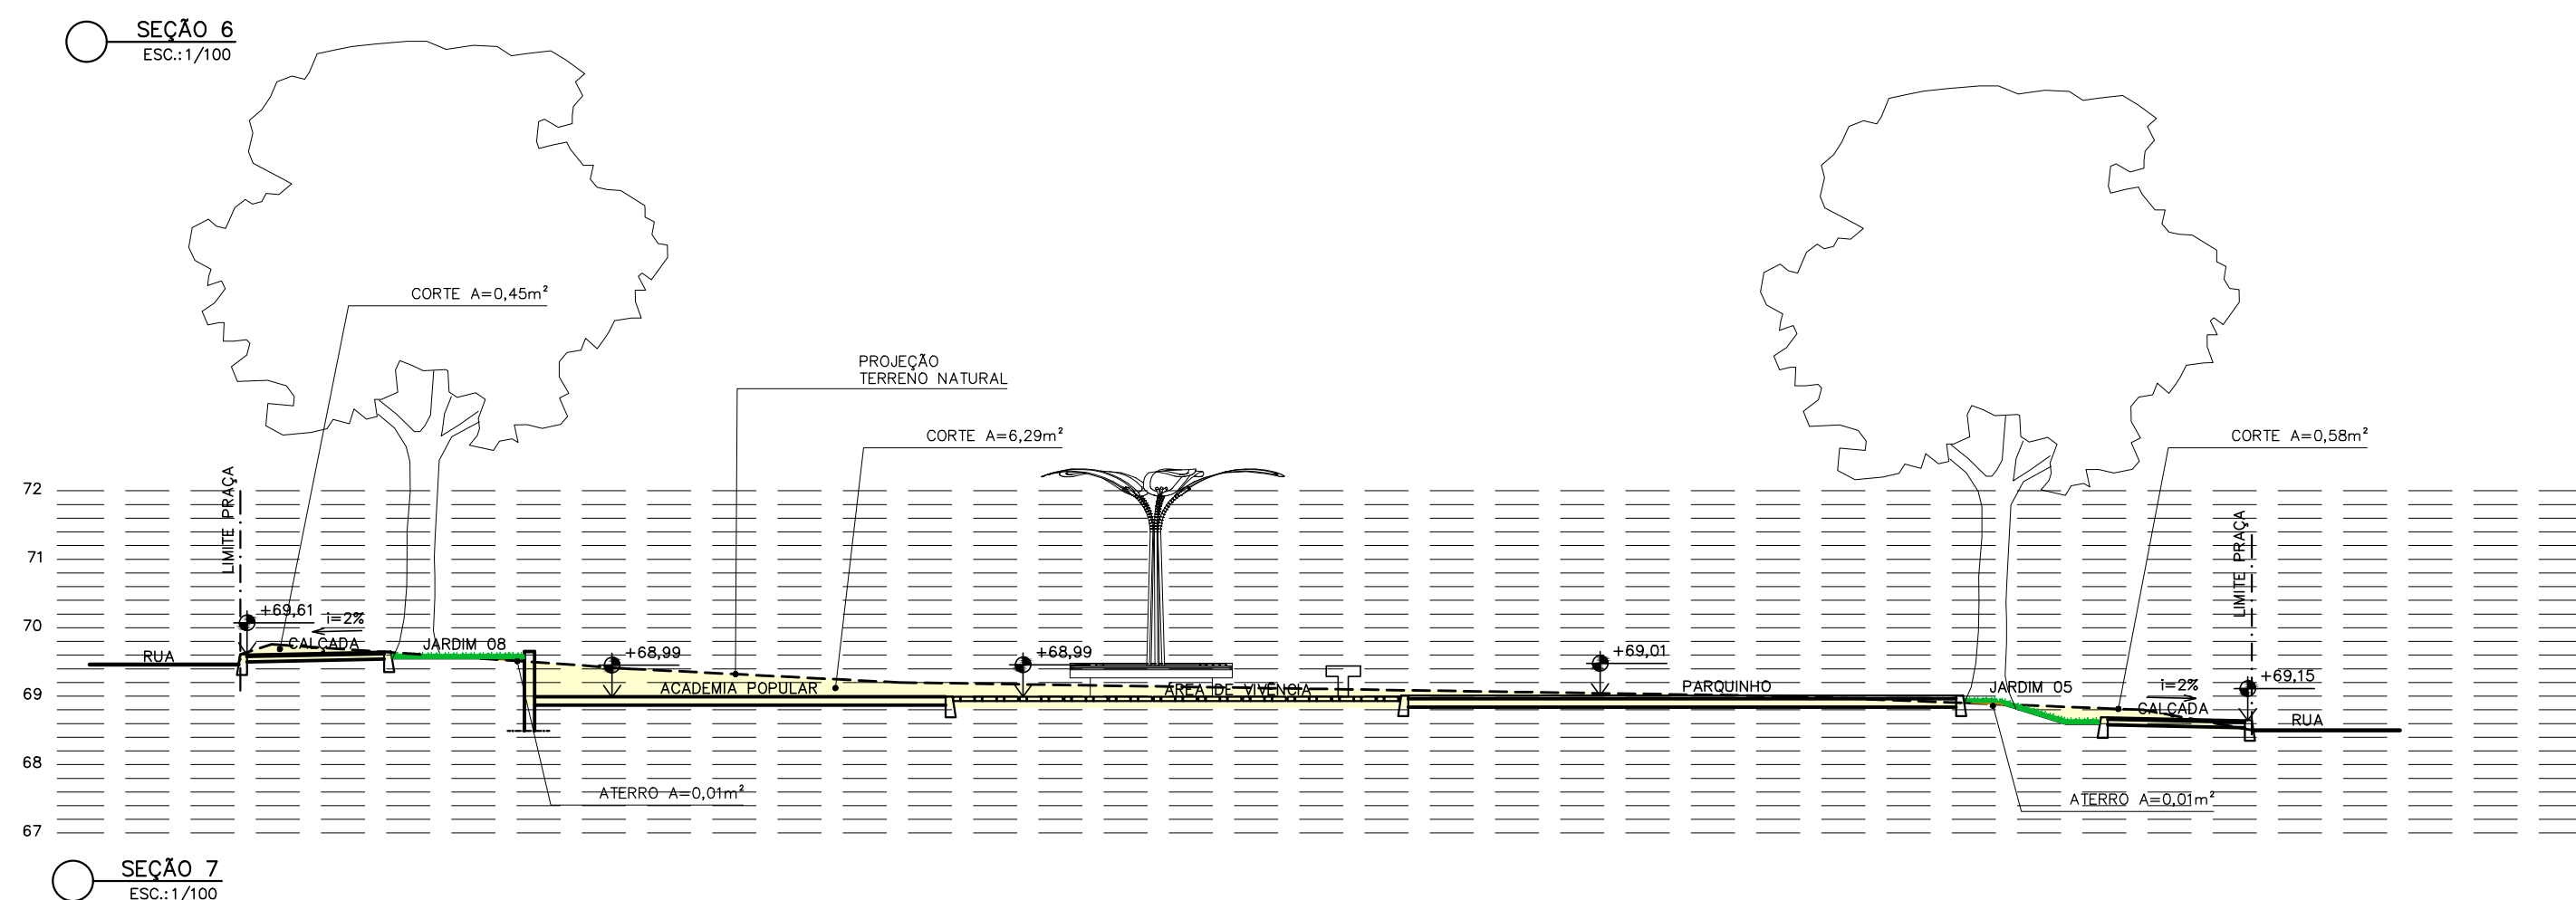 SEÇÃO 6
ESC.:1/100
CORTE A=0,45m²
PROJEÇÃO
TERRENO NATURAL
CORTE A=6,29m²
CORTE A=0,58m²
72
71
70
69
68
67
LIMITE PRAÇA
LIMITE PRAÇA
+69,61
i=2%
RUA
CALÇADA
JARDIM 08
+68,99
ACADEMIA POPULAR
+68,99
ÁREA DE VIVÊNCIA
+69,01
PARQUINHO
JARDIM 05
i=2%
+69,15
CALÇADA
RUA
ATERRO A=0,01m²
ATERRO A=0,01m²
SEÇÃO 7
ESC.:1/100